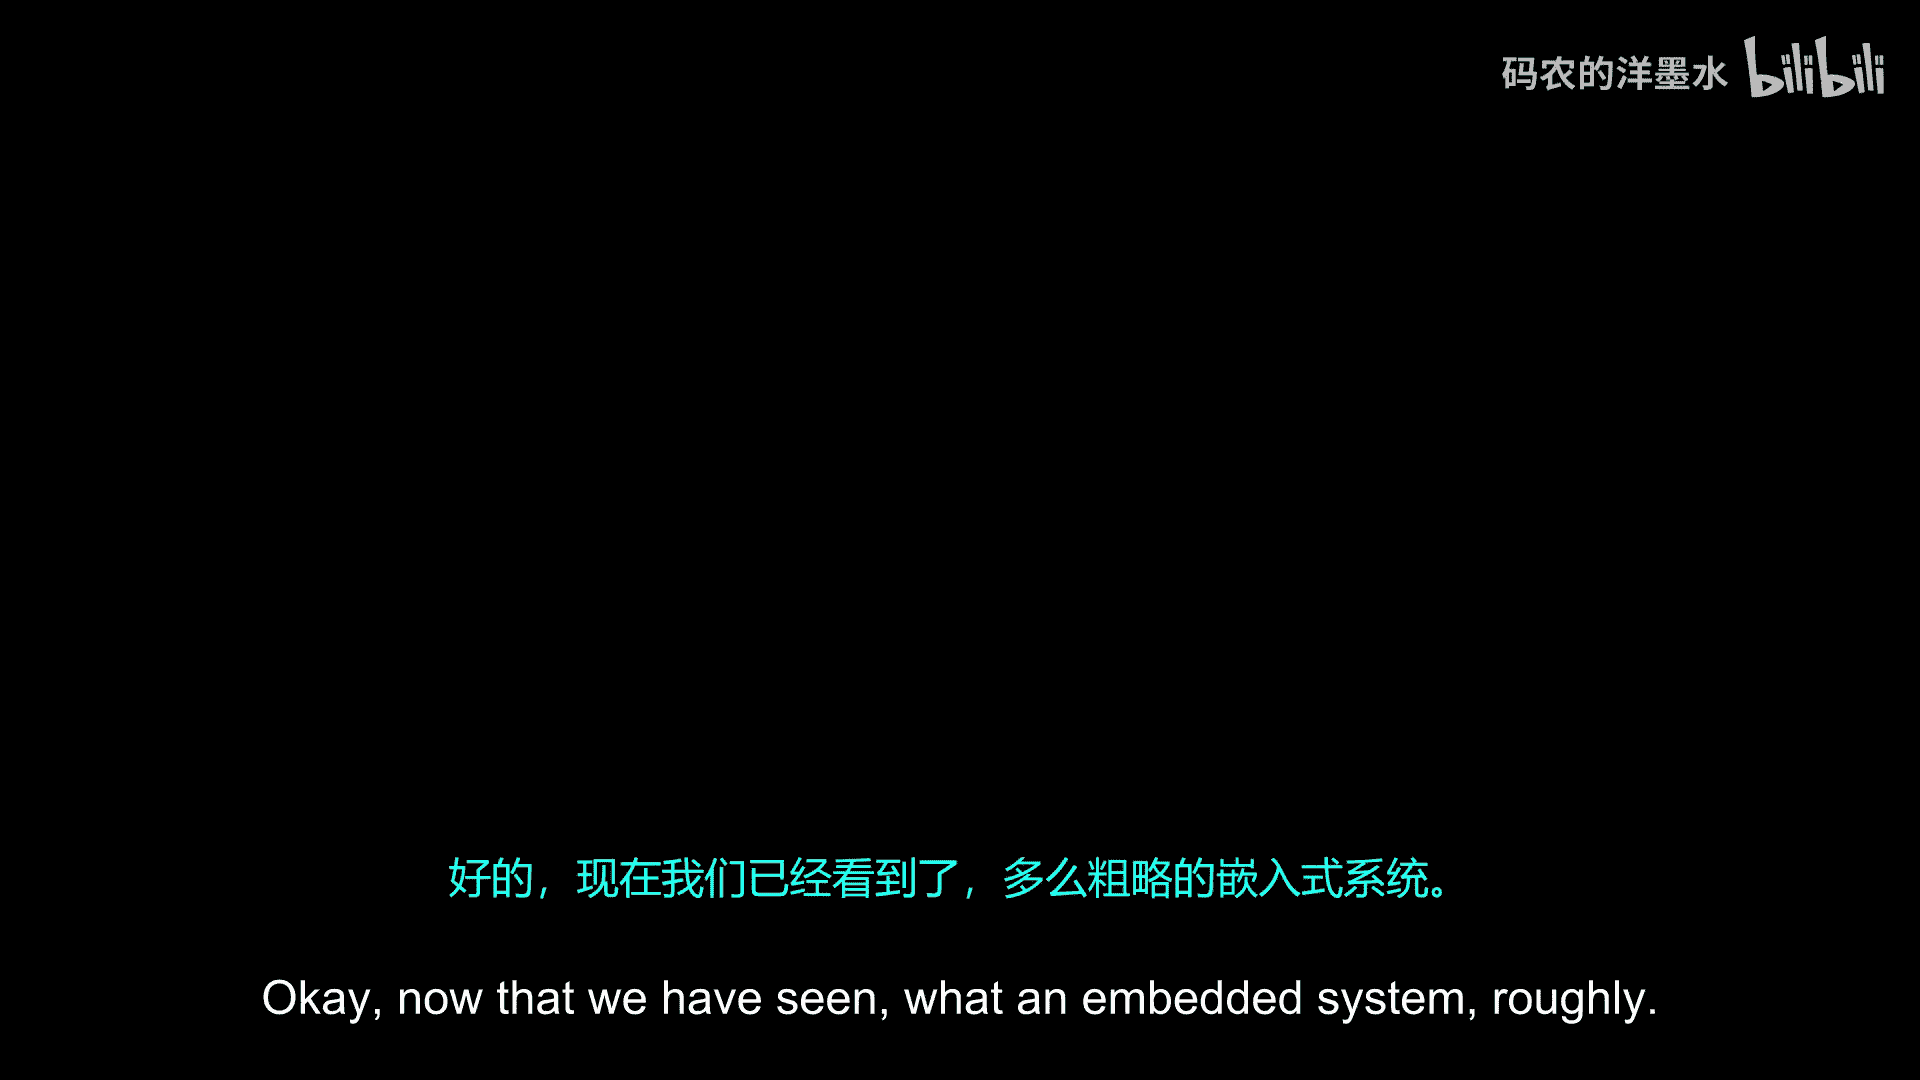 码农的洋墨水 bilibili
好的，现在我们已经看到了，多么粗略的嵌入式系统。
Okay, now that we have seen, what an embedded system, roughly.